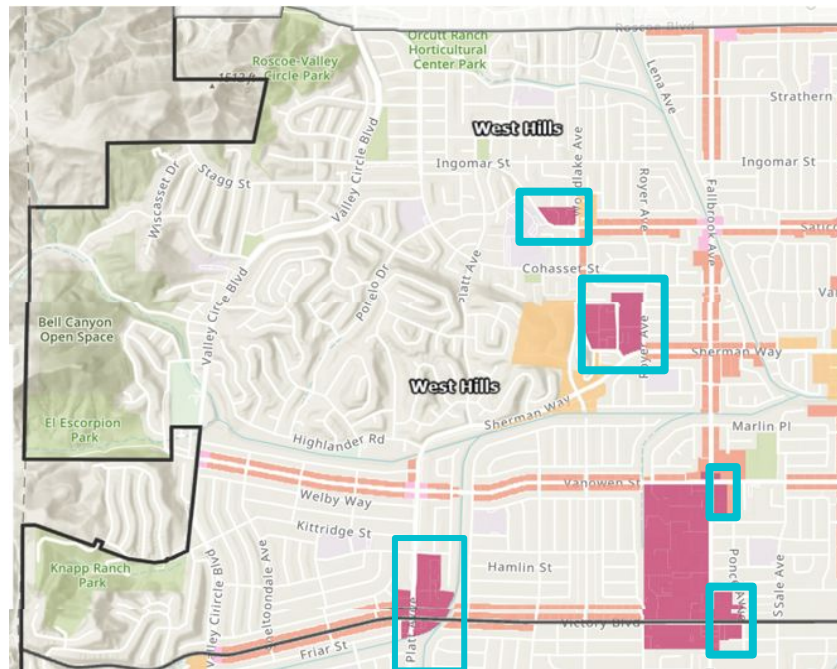 Roscoe Blvd
Orcutt Ranch
Horticultural
Center Park
Roscoe-Valley
Circle Park
Lena Ave
Strathern
West Hills
Ingomar St
Ingomar St
Stagg St
Wiscasset Dr
Valley Circle Blvd
Woodlake Ave
Royer Ave
Fallbrook Ave
Satico
Platt Ave
Cohasset St
Valley Circle Blvd
Bell Canyon
Open Space
Royer Ave
Sherman Way
West Hills
Sherman Way
El Escorpion
Park
Highlander Rd
Marlin Pl
Vanowen St
Welby Way
Kittridge St
Hamlin St
Knapp Ranch
Park
Valley Circle Blvd
Ponce Ave
Sale Ave
Platt Ave
Victory Blvd
Friar St